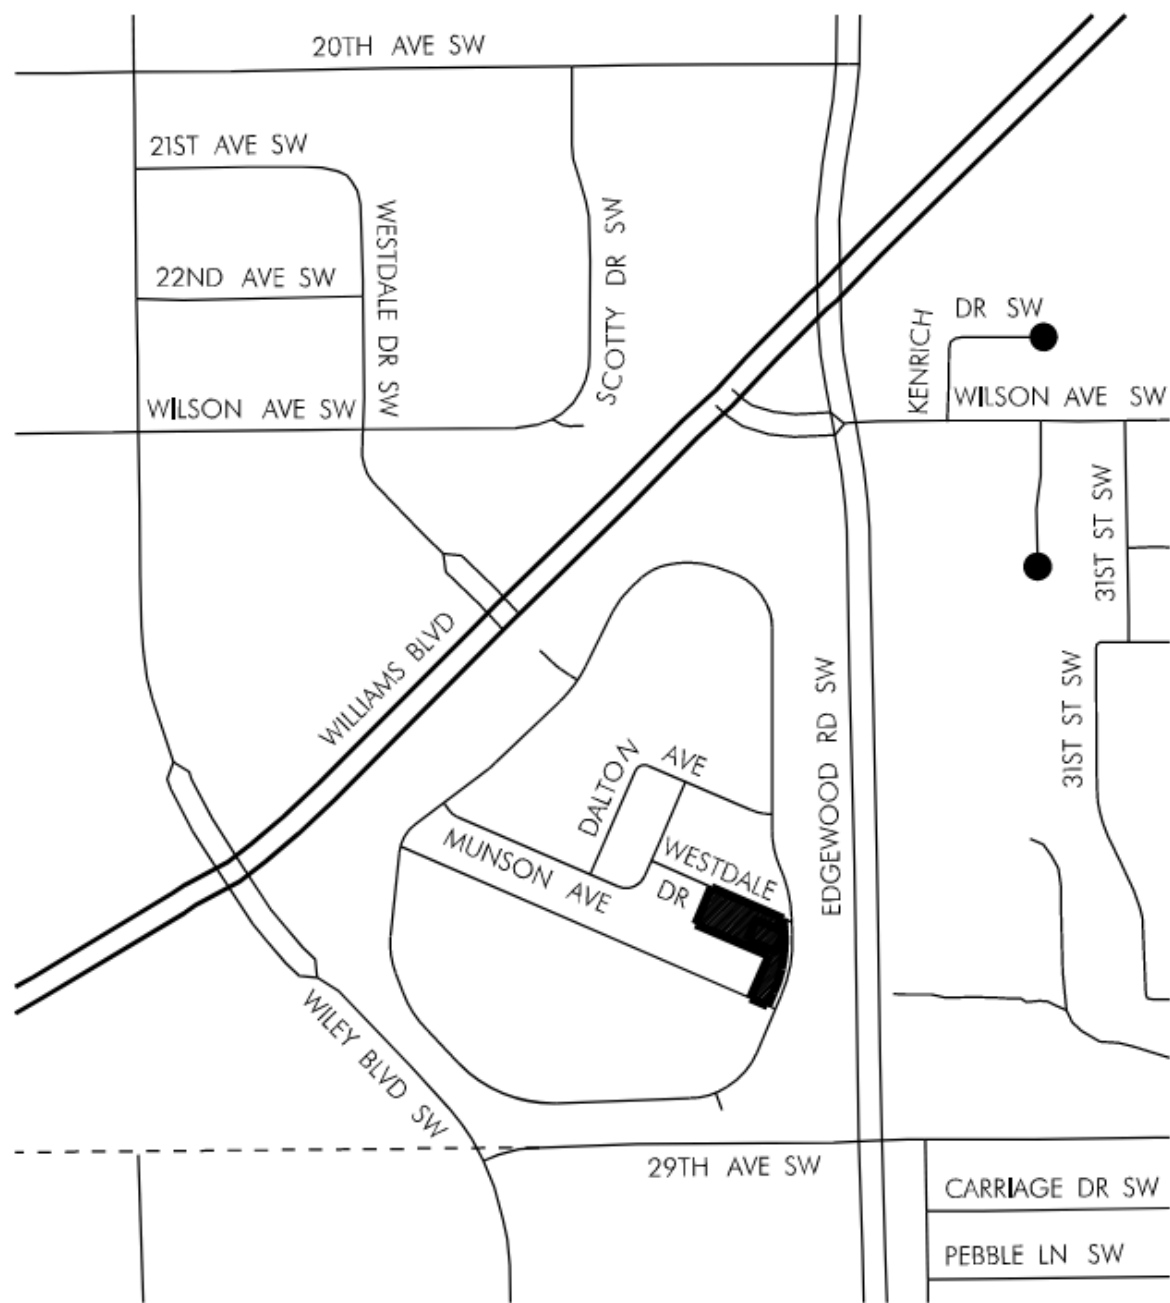 20TH AVE SW
21ST AVE SW
WESTDALE DR SW
SCOTTY DR SW
22ND AVE SW
KENRICH
DR SW
WILSON AVE SW
WILSON AVE SW
31ST ST SW
WILLIAMS BLVD
31ST ST SW
EDGEWOOD RD SW
DALTON
AVE
MUNSON AVE
WESTDALE
DR
WILEY BLVD SW
29TH AVE SW
CARRIAGE DR SW
PEBBLE LN SW